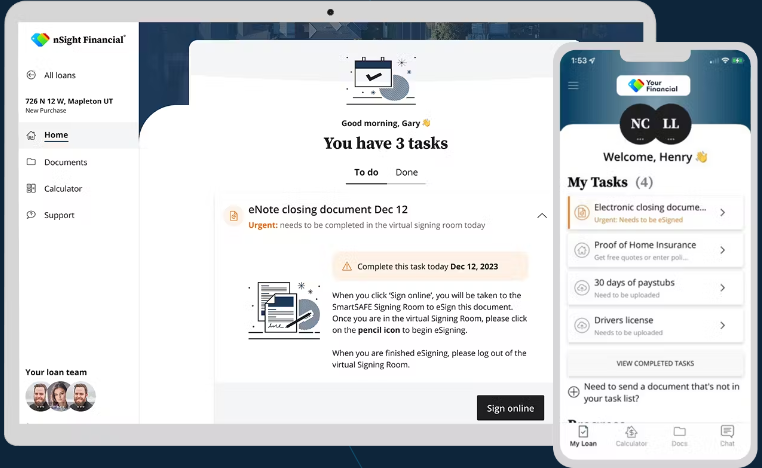 nSight Financial
All loans
726 N 12 W, Mapleton UT
New Purchase
Home
Documents
Calculator
Support
Your loan team
Good morning, Gary 👋
You have 3 tasks
To do Done
eNote closing document Dec 12
Urgent: needs to be completed in the virtual signing room today
Complete this task today Dec 12, 2023
When you click 'Sign online', you will be taken to the
SmartSAFE Signing Room to eSign this document.
Once you are in the virtual Signing Room, please click
on the pencil icon to begin eSigning.
When you are finished eSigning, please log out of the
virtual Signing Room.
Sign online
1:53
Your
Financial
NC LL
Welcome, Henry 👋
My Tasks (4)
Electronic closing docume...
Urgent: Needs to be eSigned
Proof of Home Insurance
Get free quotes or enter poli...
30 days of paystubs
Need to be uploaded
Drivers license
Needs to be uploaded
VIEW COMPLETED TASKS
Need to send a document that's not in
your task list?
My Loan Calculator Docs Chat